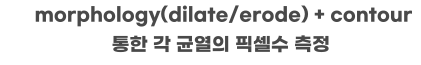 morphology(dilate/erode) + contour
통한 각 균열의 픽셀수 측정